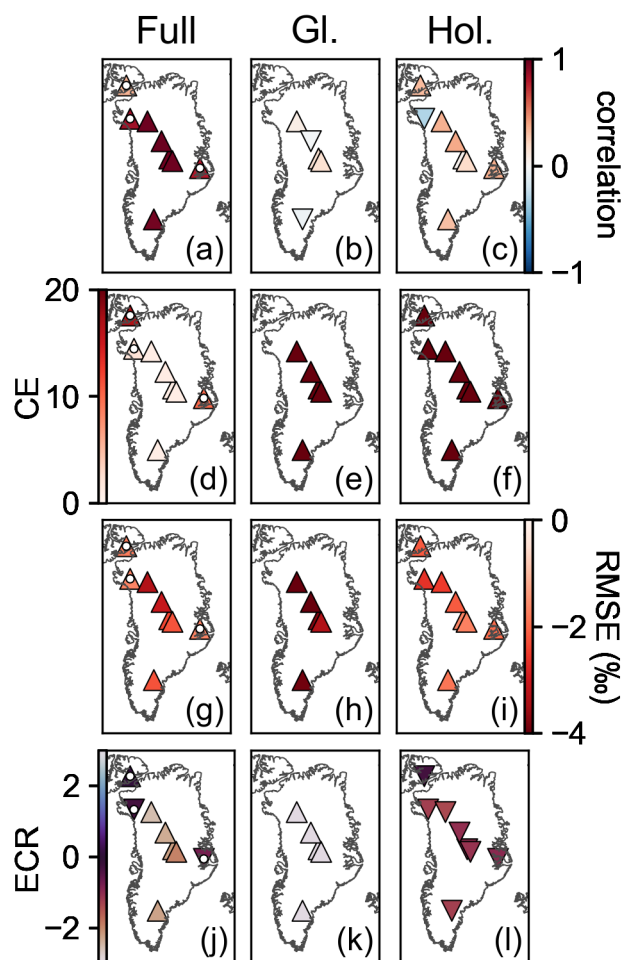 Full Gl. Hol.
1
correlation
0
(a) (b) (c)
−1
20
CE
10
(d) (e) (f)
0
0
RMSE (‰)
−2
(g) (h) (i)
−4
2
ECR
0
−2
(j) (k) (l)